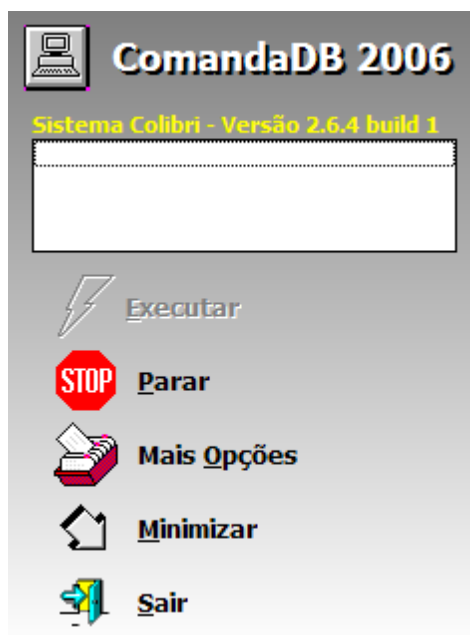 ComandaDB 2006
Sistema Colibri - Versão 2.6.4 build 1
Executar
STOP Parar
Mais Opções
Minimizar
Sair